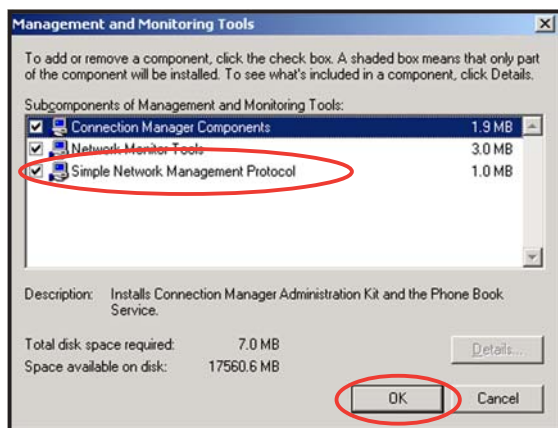 Management and Monitoring Tools
To add or remove a component, click the check box. A shaded box means that only part
of the component will be installed. To see what's included in a component, click Details.
Subcomponents of Management and Monitoring Tools:
Connection Manager Components 1.9 MB
Network Monitor Tools 3.0 MB
Simple Network Management Protocol 1.0 MB
Description: Installs Connection Manager Administration Kit and the Phone Book
Service.
Total disk space required: 7.0 MB
Details...
Space available on disk: 17560.6 MB
OK Cancel